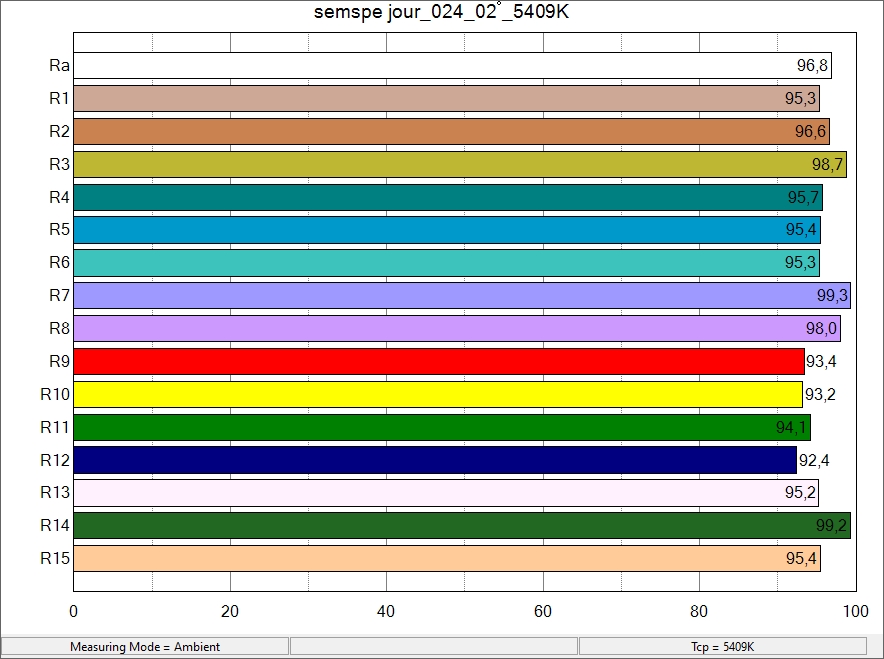 semspe jour_024_02°_5409K
Ra 96,8
R1 95,3
R2 96,6
R3 98,7
R4 95,7
R5 95,4
R6 95,3
R7 99,3
R8 98,0
R9 93,4
R10 93,2
R11 94,1
R12 92,4
R13 95,2
R14 99,2
R15 95,4
0 20 40 60 80 100
Measuring Mode = Ambient Tcp = 5409K